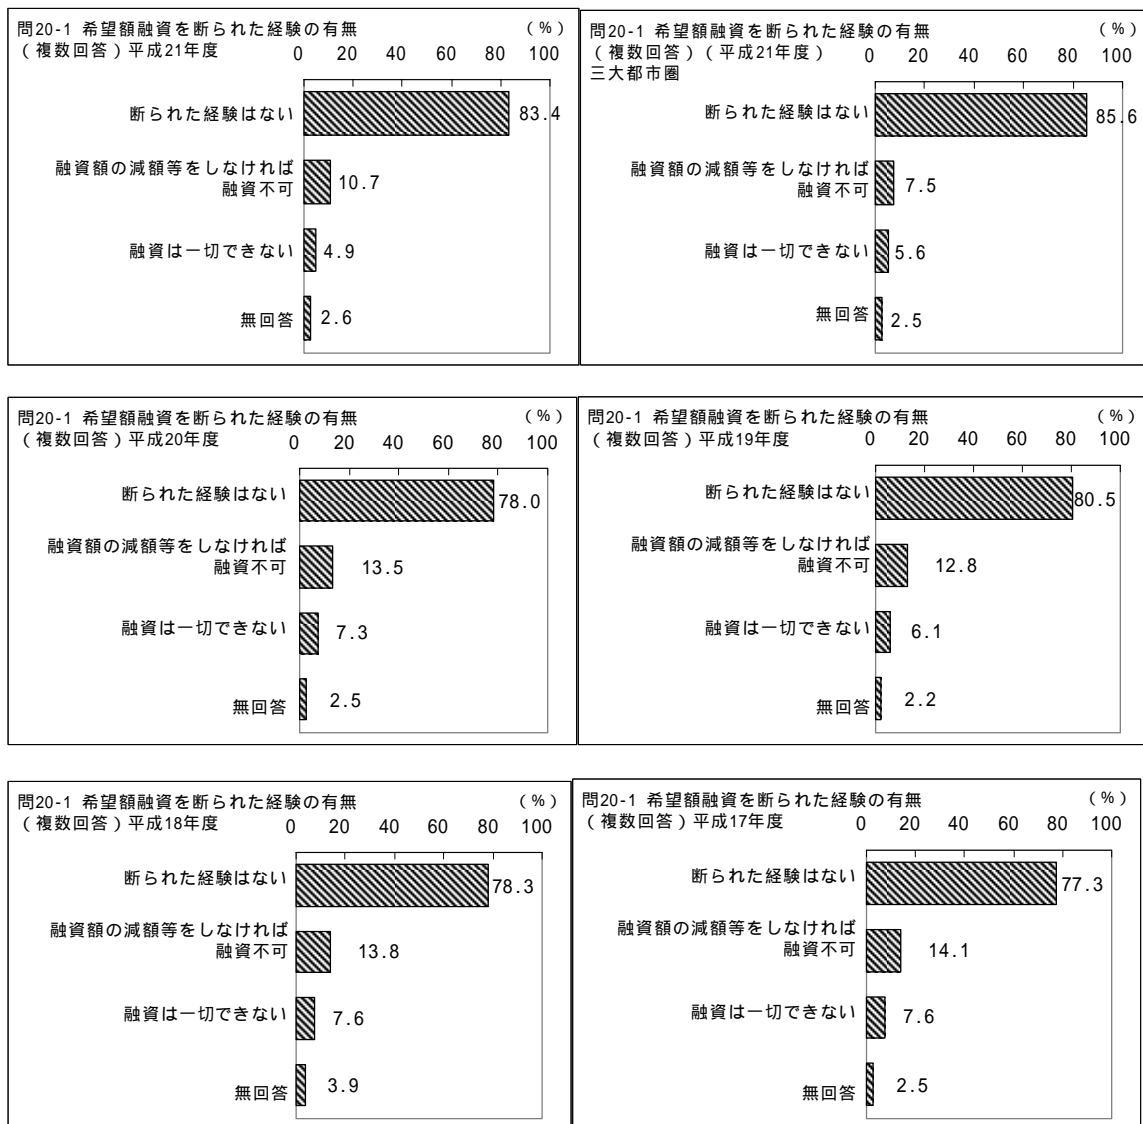 問20-1 希望額融資を断られた経験の有無
（複数回答）平成21年度
（%）
0 20 40 60 80 100
断られた経験はない
83.4
融資額の減額等をしなければ
融資不可
10.7
融資は一切できない
4.9
無回答
2.6
問20-1 希望額融資を断られた経験の有無
（複数回答）（平成21年度）
三大都市圏
（%）
0 20 40 60 80 100
断られた経験はない
85.6
融資額の減額等をしなければ
融資不可
7.5
融資は一切できない
5.6
無回答
2.5
問20-1 希望額融資を断られた経験の有無
（複数回答）平成20年度
（%）
0 20 40 60 80 100
断られた経験はない
78.0
融資額の減額等をしなければ
融資不可
13.5
融資は一切できない
7.3
無回答
2.5
問20-1 希望額融資を断られた経験の有無
（複数回答）平成19年度
（%）
0 20 40 60 80 100
断られた経験はない
80.5
融資額の減額等をしなければ
融資不可
12.8
融資は一切できない
6.1
無回答
2.2
問20-1 希望額融資を断られた経験の有無
（複数回答）平成18年度
（%）
0 20 40 60 80 100
断られた経験はない
78.3
融資額の減額等をしなければ
融資不可
13.8
融資は一切できない
7.6
無回答
3.9
問20-1 希望額融資を断られた経験の有無
（複数回答）平成17年度
（%）
0 20 40 60 80 100
断られた経験はない
77.3
融資額の減額等をしなければ
融資不可
14.1
融資は一切できない
7.6
無回答
2.5